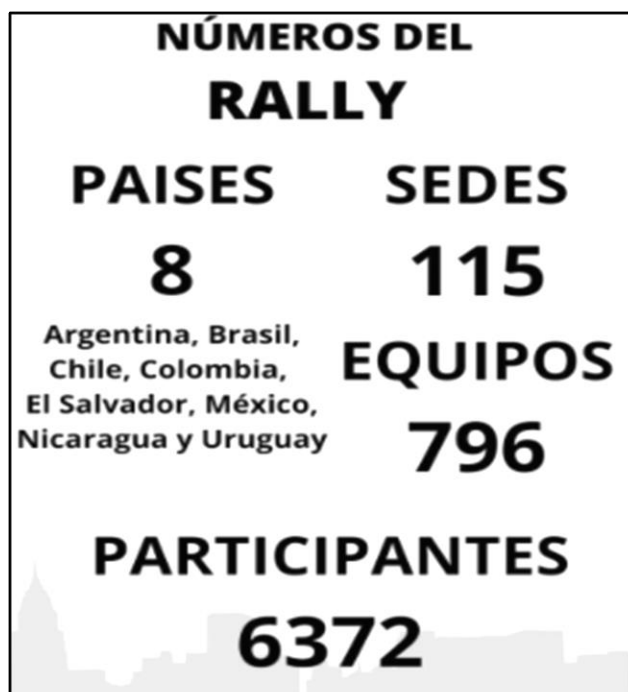 NÚMEROS DEL
RALLY
PAISES
8
Argentina, Brasil,
Chile, Colombia,
El Salvador, México,
Nicaragua y Uruguay
SEDES
115
EQUIPOS
796
PARTICIPANTES
6372